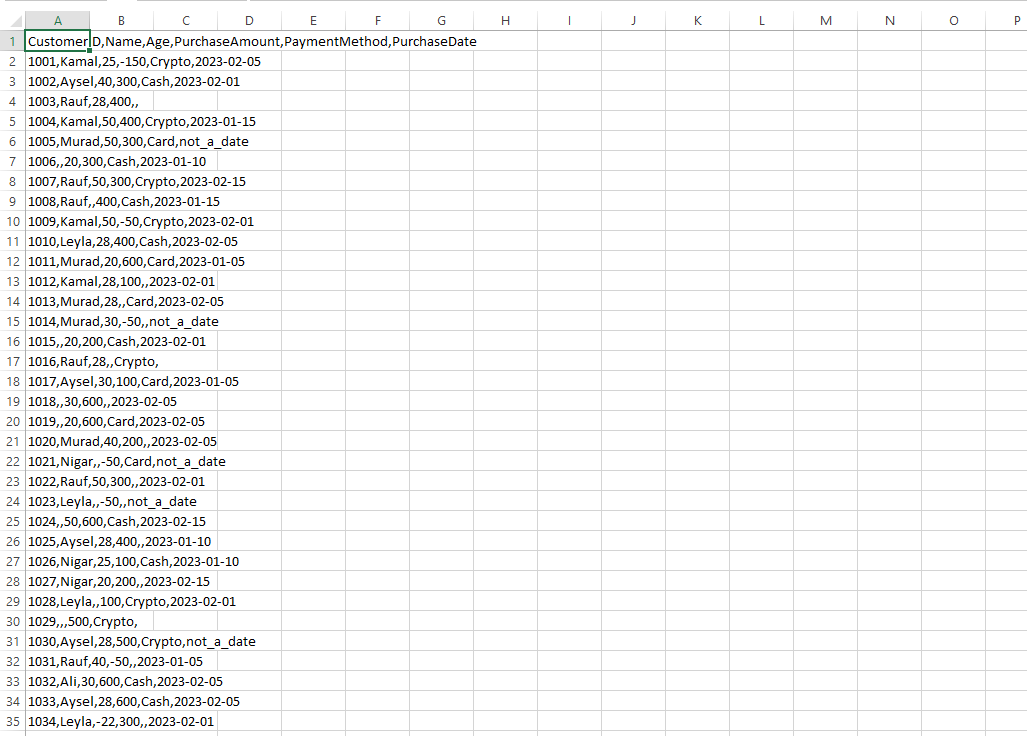 A B C D E F G H I J K L M N O P
1 Customer D,Name,Age,PurchaseAmount,PaymentMethod,PurchaseDate
2 1001,Kamal,25,-150,Crypto,2023-02-05
3 1002,Aysel,40,300,Cash,2023-02-01
4 1003,Rauf,28,400,,
5 1004,Kamal,50,400,Crypto,2023-01-15
6 1005,Murad,50,300,Card,not_a_date
7 1006,,20,300,Cash,2023-01-10
8 1007,Rauf,50,300,Crypto,2023-02-15
9 1008,Rauf,,400,Cash,2023-01-15
10 1009,Kamal,50,-50,Crypto,2023-02-01
11 1010,Leyla,28,400,Cash,2023-02-05
12 1011,Murad,20,600,Card,2023-01-05
13 1012,Kamal,28,100,,2023-02-01
14 1013,Murad,28,,Card,2023-02-05
15 1014,Murad,30,-50,,not_a_date
16 1015,,20,200,Cash,2023-02-01
17 1016,Rauf,28,,Crypto,
18 1017,Aysel,30,100,Card,2023-01-05
19 1018,,30,600,,2023-02-05
20 1019,,20,600,Card,2023-02-05
21 1020,Murad,40,200,,2023-02-05
22 1021,Nigar,,-50,Card,not_a_date
23 1022,Rauf,50,300,,2023-02-01
24 1023,Leyla,,-50,,not_a_date
25 1024,,50,600,Cash,2023-02-15
26 1025,Aysel,28,400,,2023-01-10
27 1026,Nigar,25,100,Cash,2023-01-10
28 1027,Nigar,20,200,,2023-02-15
29 1028,Leyla,,100,Crypto,2023-02-01
30 1029,,,500,Crypto,
31 1030,Aysel,28,500,Crypto,not_a_date
32 1031,Rauf,40,-50,,2023-01-05
33 1032,Ali,30,600,Cash,2023-02-05
34 1033,Aysel,28,600,Cash,2023-02-05
35 1034,Leyla,-22,300,,2023-02-01